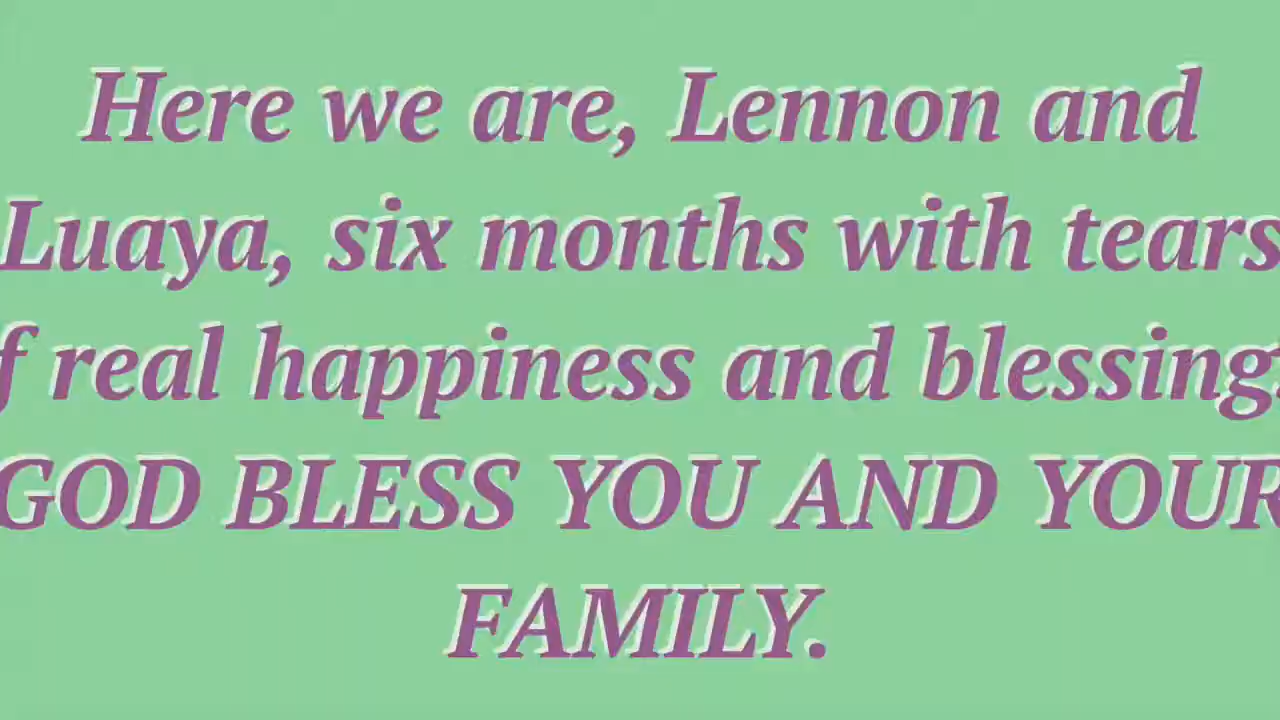 Here we are, Lennon and
Luaya, six months with tears
f real happiness and blessings
GOD BLESS YOU AND YOUR
FAMILY.